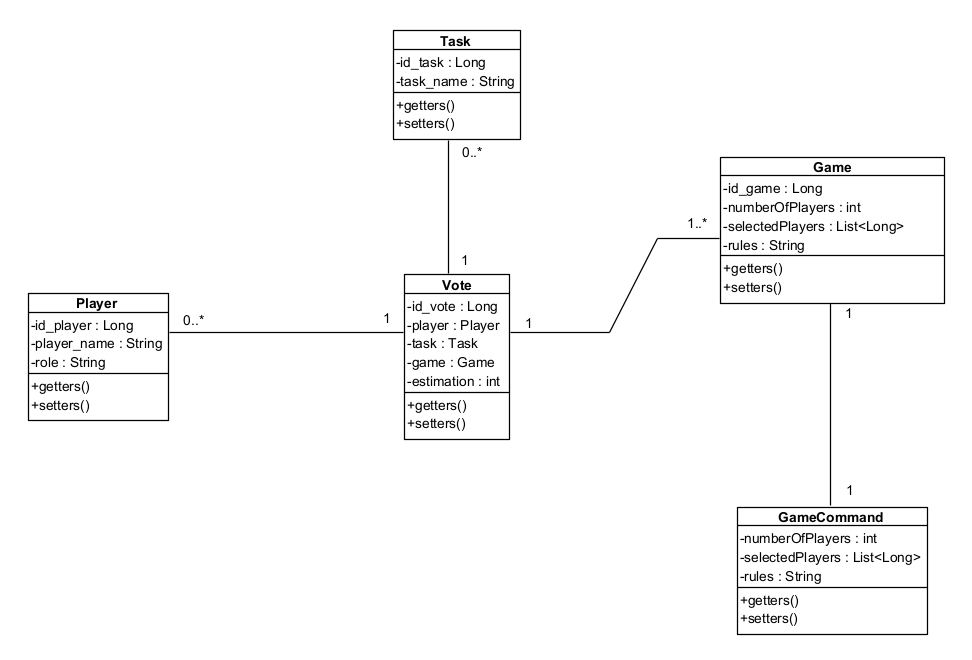 Task
-id_task : Long
-task_name : String
+getters()
+setters()
0..*
Game
-id_game : Long
-numberOfPlayers : int
-selectedPlayers : List<Long>
-rules : String
+getters()
+setters()
1..*
1
Vote
-id_vote : Long
-player : Player
-task : Task
-game : Game
-estimation : int
+getters()
+setters()
Player
-id_player : Long
-player_name : String
-role : String
+getters()
+setters()
0..*
1
1
1
1
GameCommand
-numberOfPlayers : int
-selectedPlayers : List<Long>
-rules : String
+getters()
+setters()